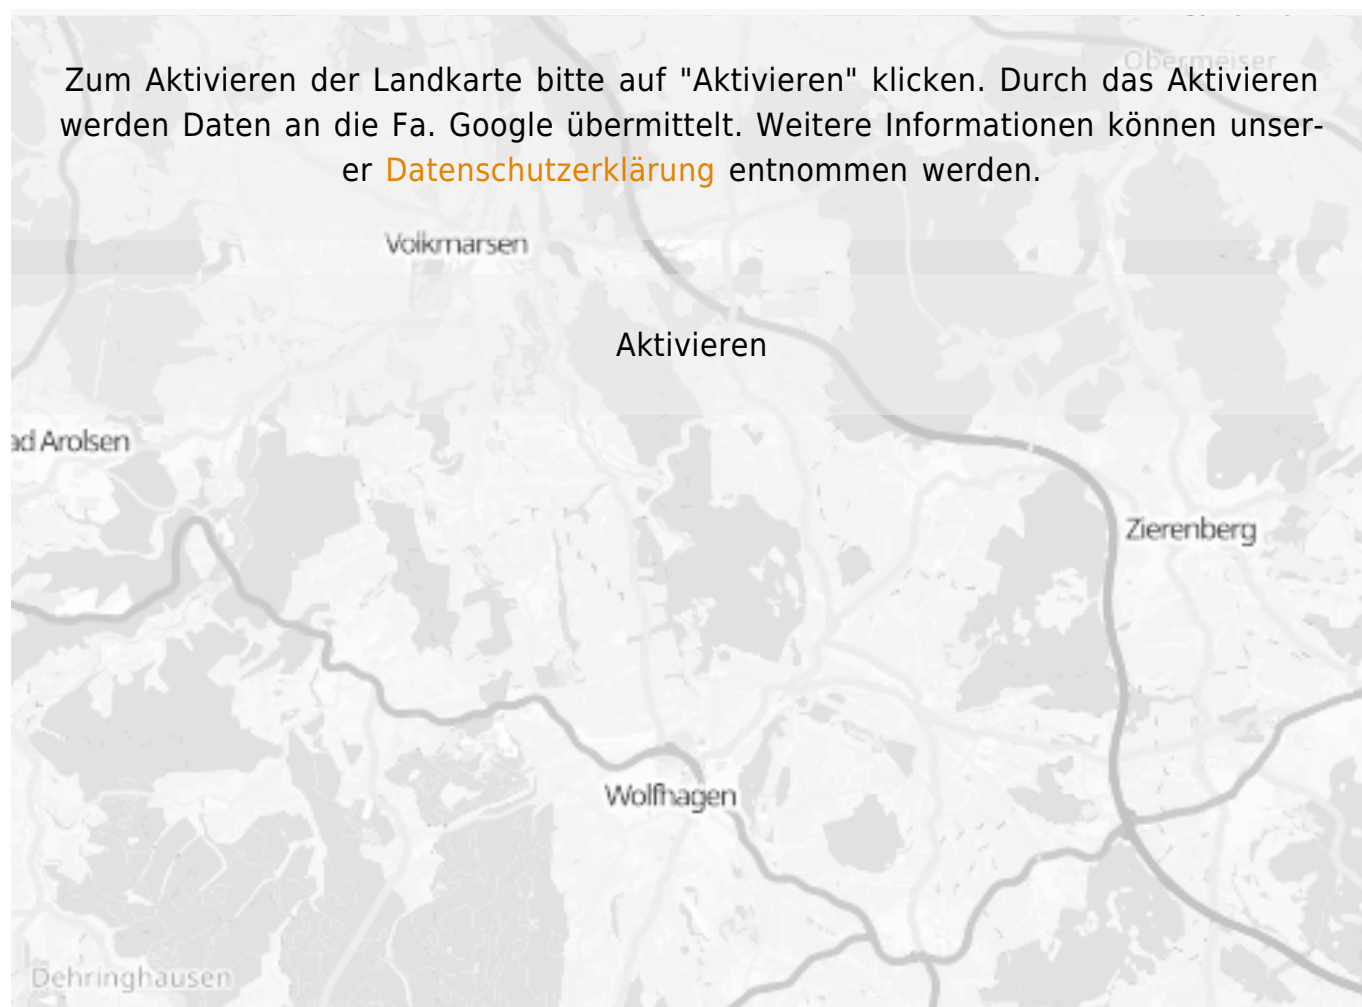 Obermeiser
Zum Aktivieren der Landkarte bitte auf "Aktivieren" klicken. Durch das Aktivieren
werden Daten an die Fa. Google übermittelt. Weitere Informationen können unser-
er Datenschutzerklärung entnommen werden.
Volkmarsen
Aktivieren
ad Arolsen
Zierenberg
Wolfhagen
Dehringhausen